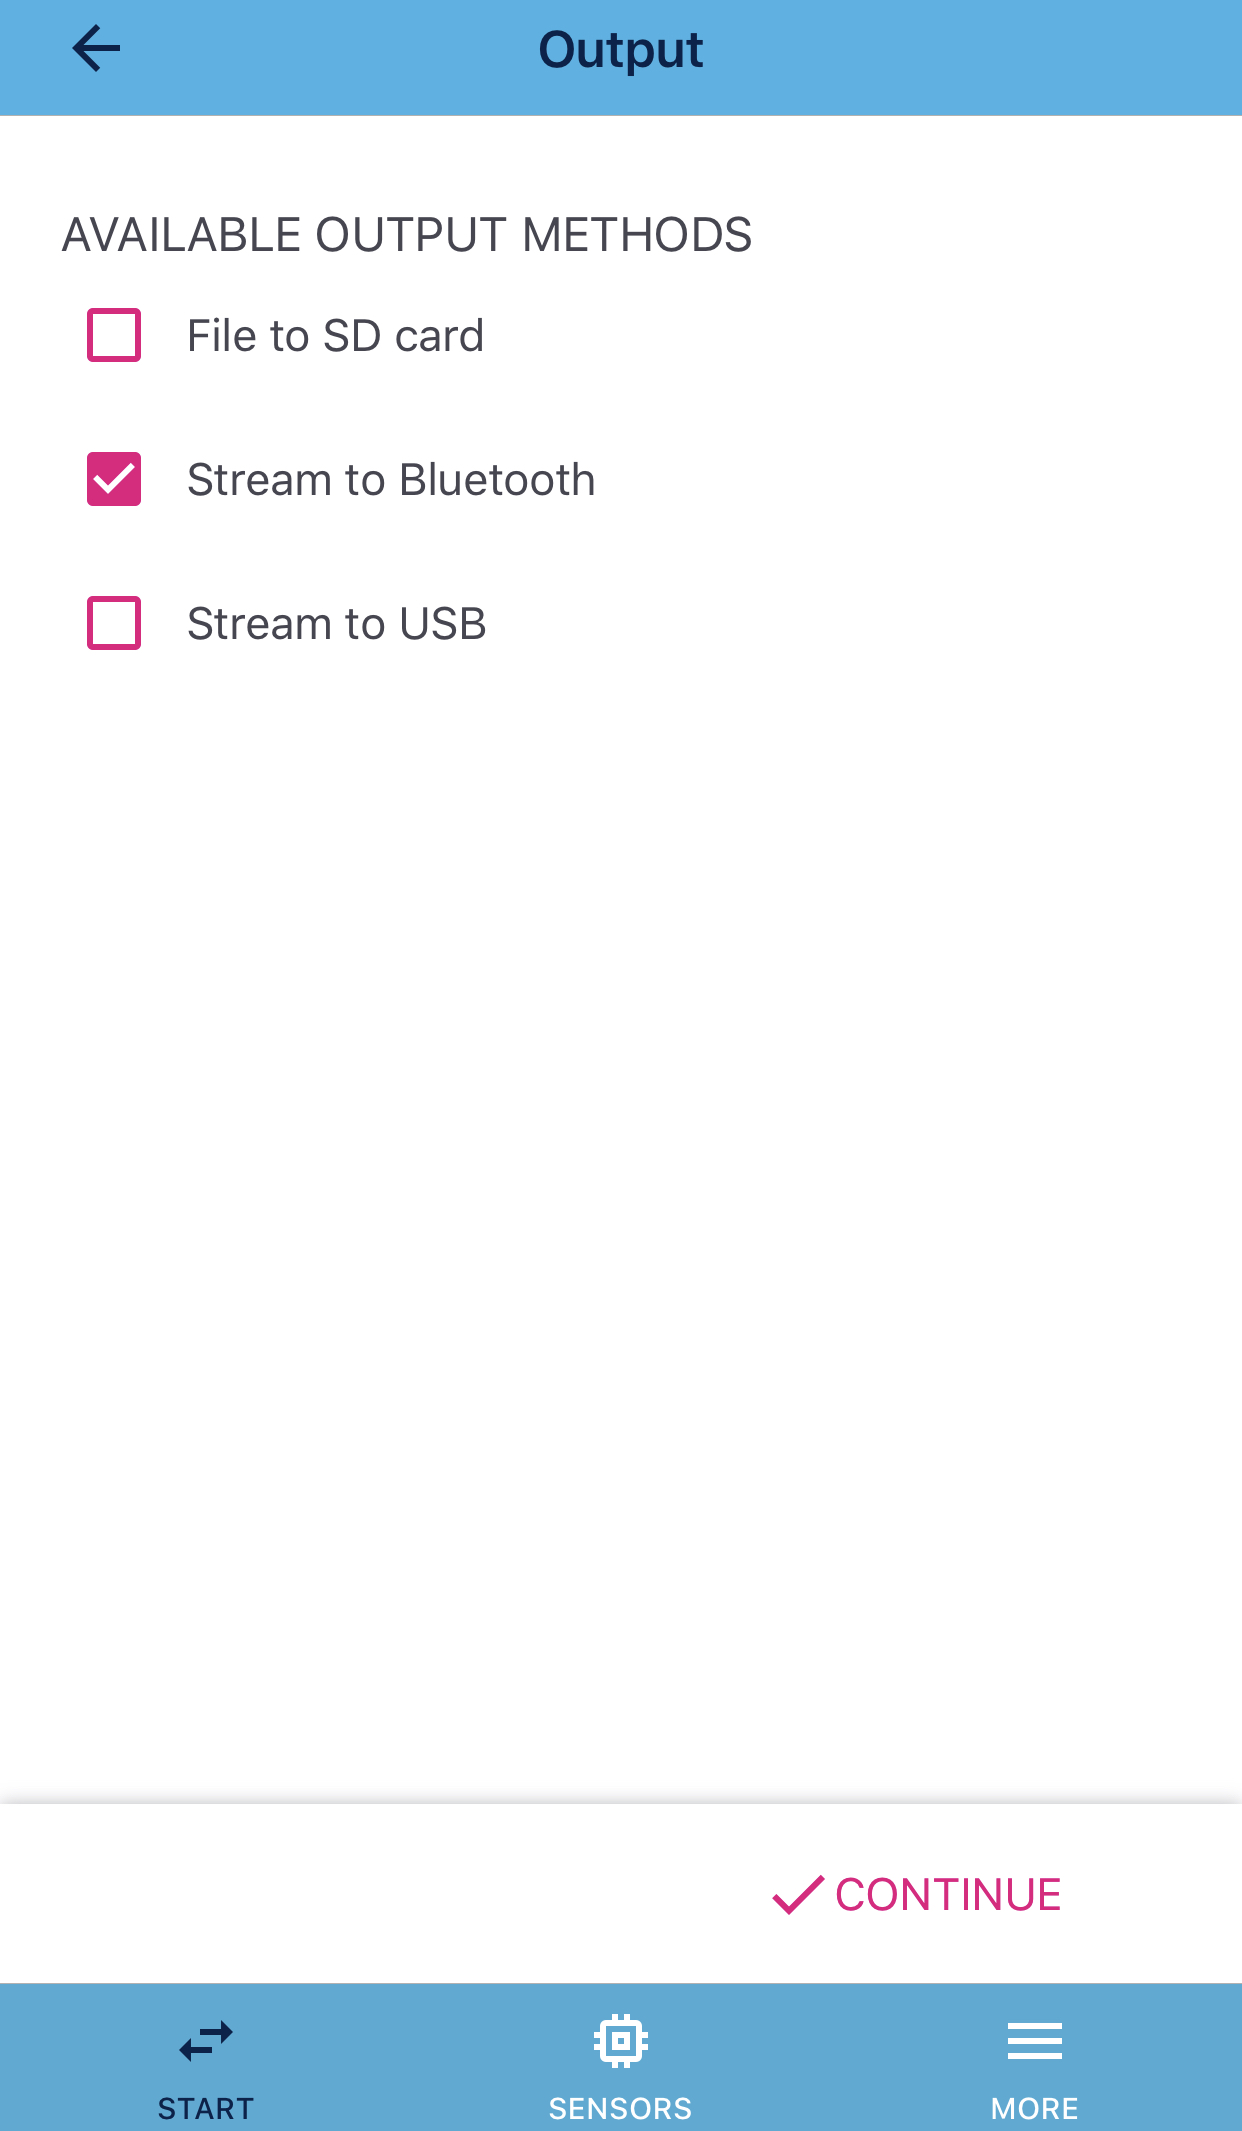 Output
AVAILABLE OUTPUT METHODS
File to SD card
Stream to Bluetooth
Stream to USB
CONTINUE
START
SENSORS
MORE